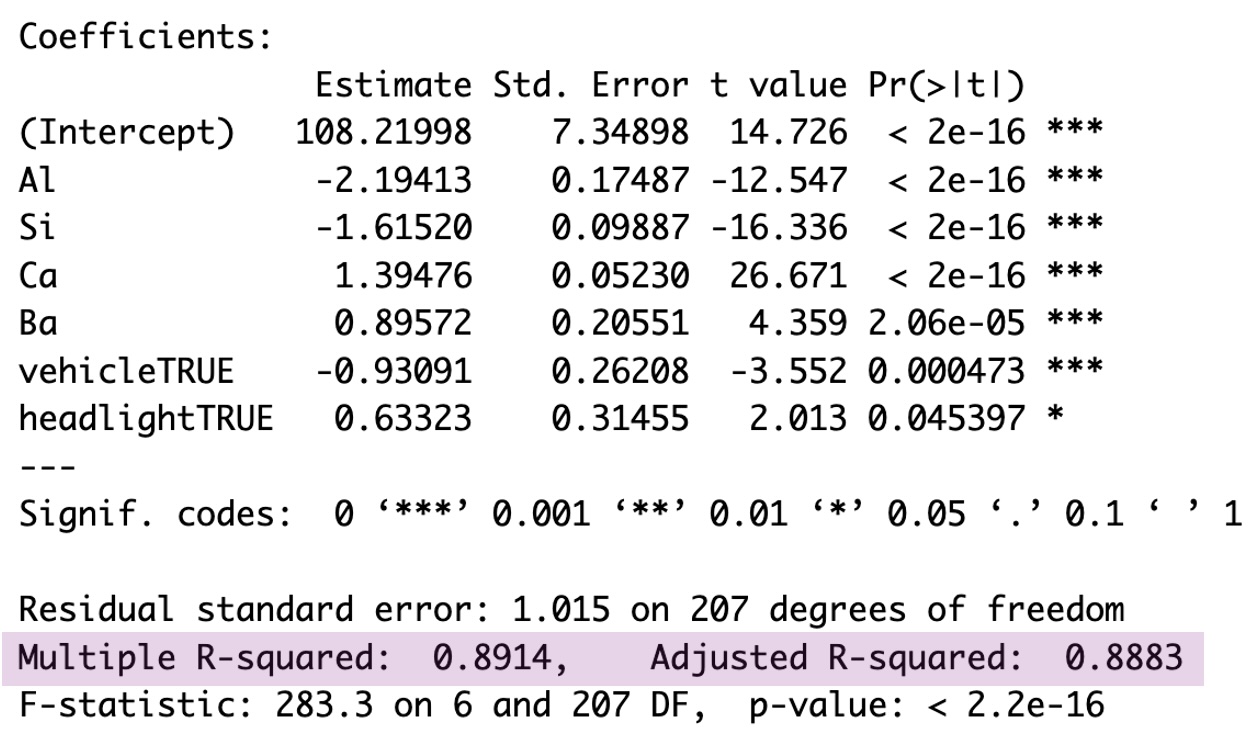 Coefficients:
Estimate Std. Error t value Pr(>|t|)
(Intercept) 108.21998 7.34898 14.726 < 2e-16 ***
Al -2.19413 0.17487 -12.547 < 2e-16 ***
Si -1.61520 0.09887 -16.336 < 2e-16 ***
Ca 1.39476 0.05230 26.671 < 2e-16 ***
Ba 0.89572 0.20551 4.359 2.06e-05 ***
vehicleTRUE -0.93091 0.26208 -3.552 0.000473 ***
headlightTRUE 0.63323 0.31455 2.013 0.045397 *
---
Signif. codes: 0 ‘***’ 0.001 ‘**’ 0.01 ‘*’ 0.05 ‘.’ 0.1 ‘ ’ 1
Residual standard error: 1.015 on 207 degrees of freedom
Multiple R-squared: 0.8914, Adjusted R-squared: 0.8883
F-statistic: 283.3 on 6 and 207 DF, p-value: < 2.2e-16